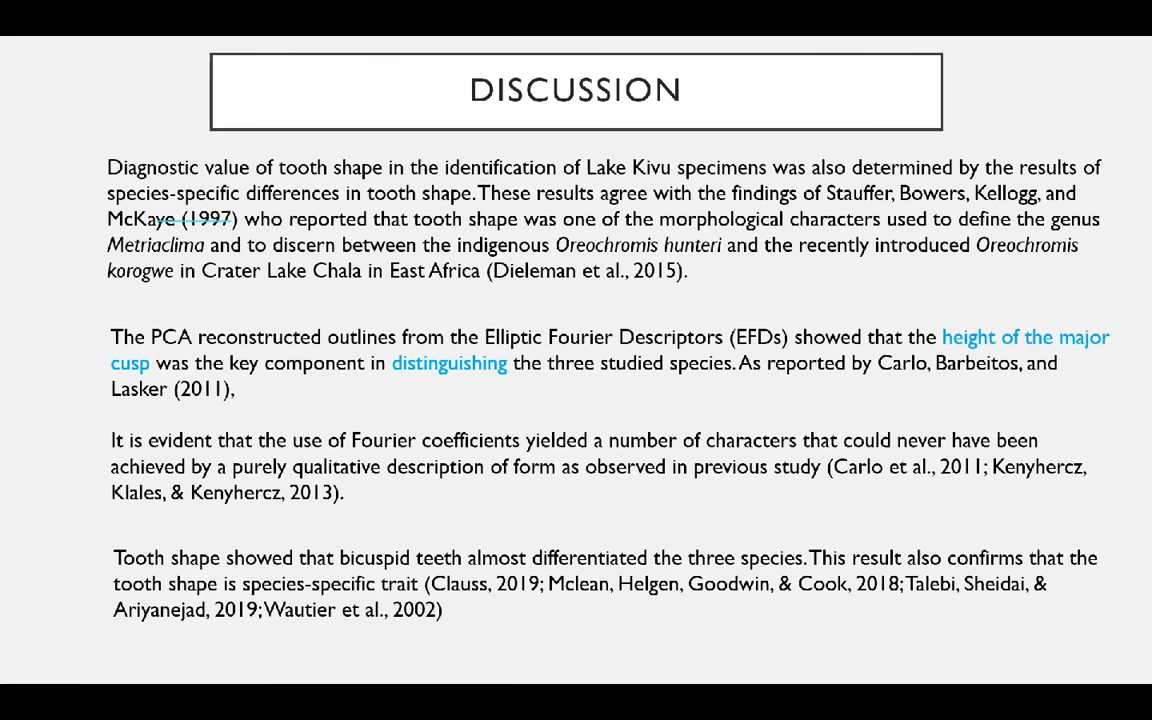 DISCUSSION
Diagnostic value of tooth shape in the identification of Lake Kivu specimens was also determined by the results of
species-specific differences in tooth shape. These results agree with the findings of Stauffer, Bowers, Kellogg, and
McKaye (1997) who reported that tooth shape was one of the morphological characters used to define the genus
Metriaclima and to discern between the indigenous Oreochromis hunteri and the recently introduced Oreochromis
korogwe in Crater Lake Chala in East Africa (Dieleman et al., 2015).
The PCA reconstructed outlines from the Elliptic Fourier Descriptors (EFDs) showed that the height of the major
cusp was the key component in distinguishing the three studied species. As reported by Carlo, Barbeitos, and
Lasker (2011),
It is evident that the use of Fourier coefficients yielded a number of characters that could never have been
achieved by a purely qualitative description of form as observed in previous study (Carlo et al., 2011; Kenyhercz,
Klales, & Kenyhercz, 2013).
Tooth shape showed that bicuspid teeth almost differentiated the three species. This result also confirms that the
tooth shape is species-specific trait (Clauss, 2019; Mclean, Helgen, Goodwin, & Cook, 2018; Talebi, Sheidai, &
Ariyanejad, 2019; Wautier et al., 2002)